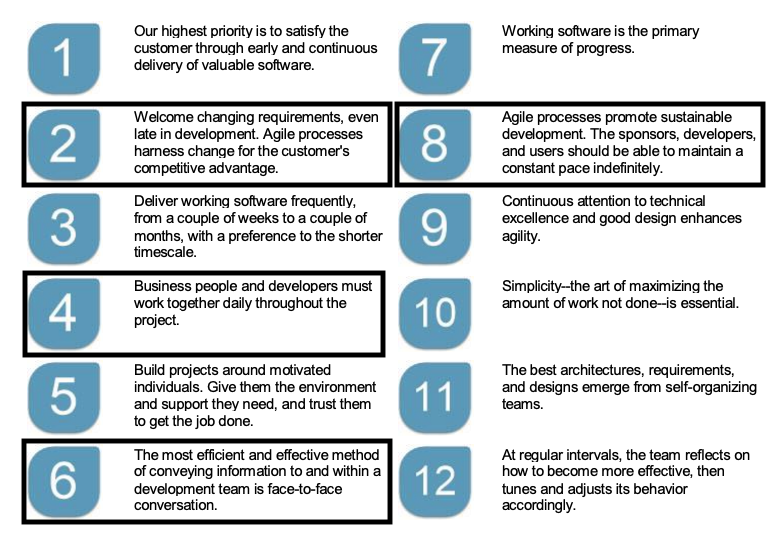 1
Our highest priority is to satisfy the
customer through early and continuous
delivery of valuable software.
2
Welcome changing requirements, even
late in development. Agile processes
harness change for the customer's
competitive advantage.
3
Deliver working software frequently,
from a couple of weeks to a couple of
months, with a preference to the shorter
timescale.
4
Business people and developers must
work together daily throughout the
project.
5
Build projects around motivated
individuals. Give them the environment
and support they need, and trust them
to get the job done.
6
The most efficient and effective method
of conveying information to and within a
development team is face-to-face
conversation.
7
Working software is the primary
measure of progress.
8
Agile processes promote sustainable
development. The sponsors, developers,
and users should be able to maintain a
constant pace indefinitely.
9
Continuous attention to technical
excellence and good design enhances
agility.
10
Simplicity--the art of maximizing the
amount of work not done--is essential.
11
The best architectures, requirements,
and designs emerge from self-organizing
teams.
12
At regular intervals, the team reflects on
how to become more effective, then
tunes and adjusts its behavior
accordingly.